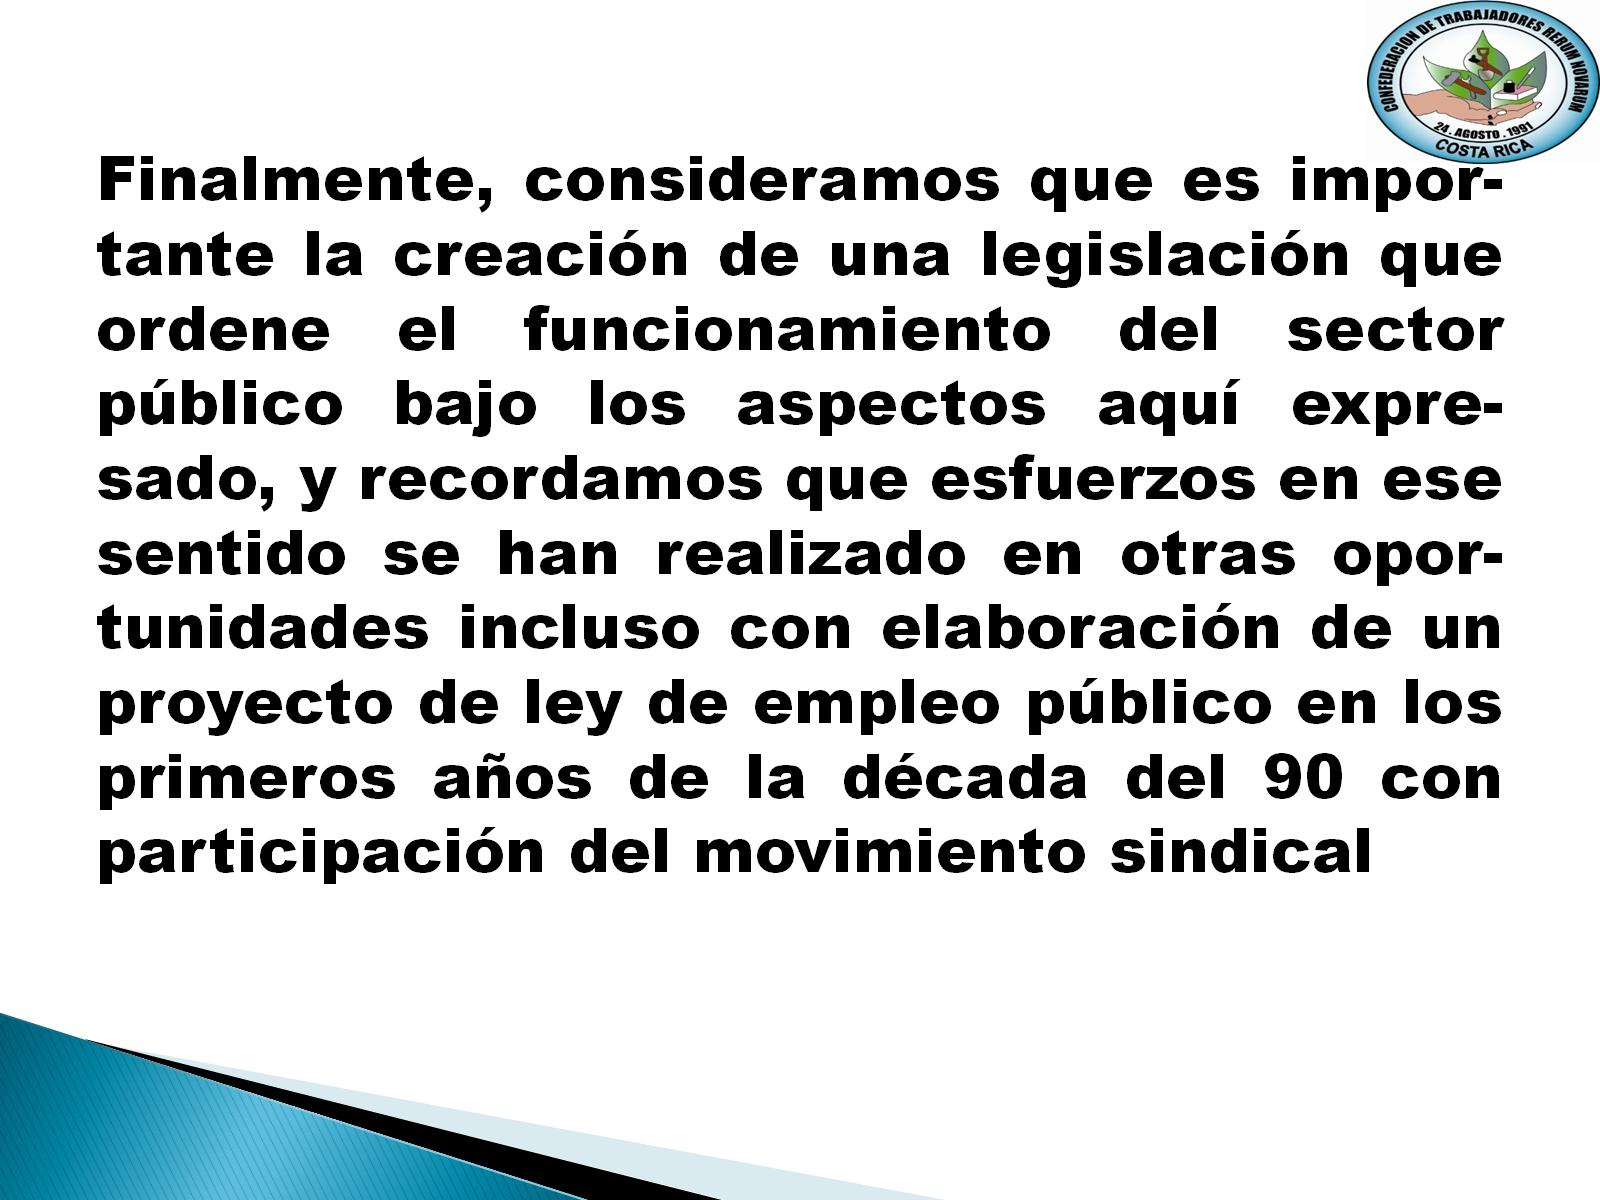 CONFEDERACION DE TRABAJADORES RERUM NOVARUM
24 . AGOSTO . 1991
COSTA RICA
Finalmente, consideramos que es impor-
tante la creación de una legislación que
ordene el funcionamiento del sector
público bajo los aspectos aquí expre-
sado, y recordamos que esfuerzos en ese
sentido se han realizado en otras opor-
tunidades incluso con elaboración de un
proyecto de ley de empleo público en los
primeros años de la década del 90 con
participación del movimiento sindical